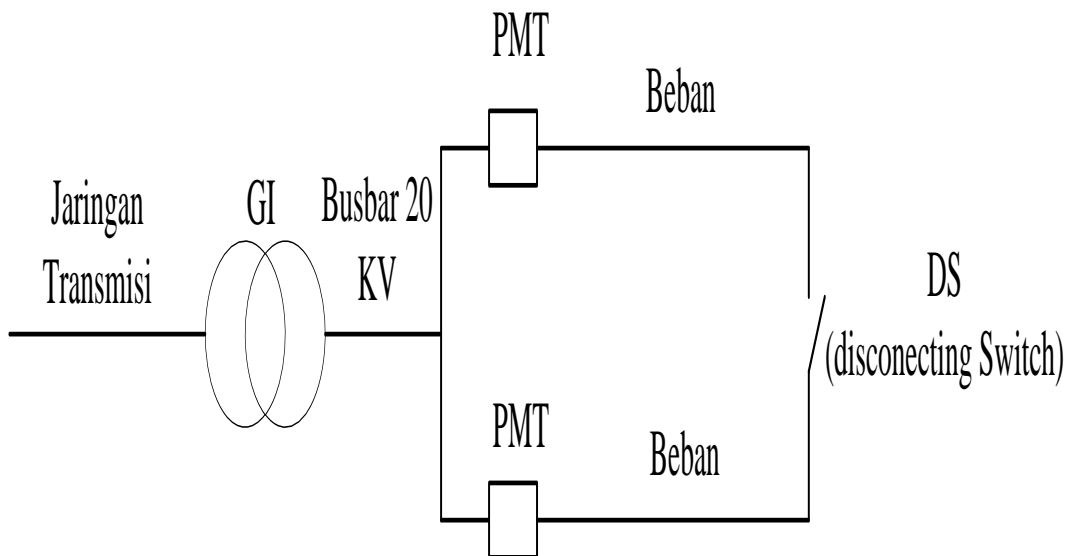 PMT
Beban
Jaringan
Transmisi
GI
Busbar 20
KV
DS
(disconecting Switch)
PMT
Beban